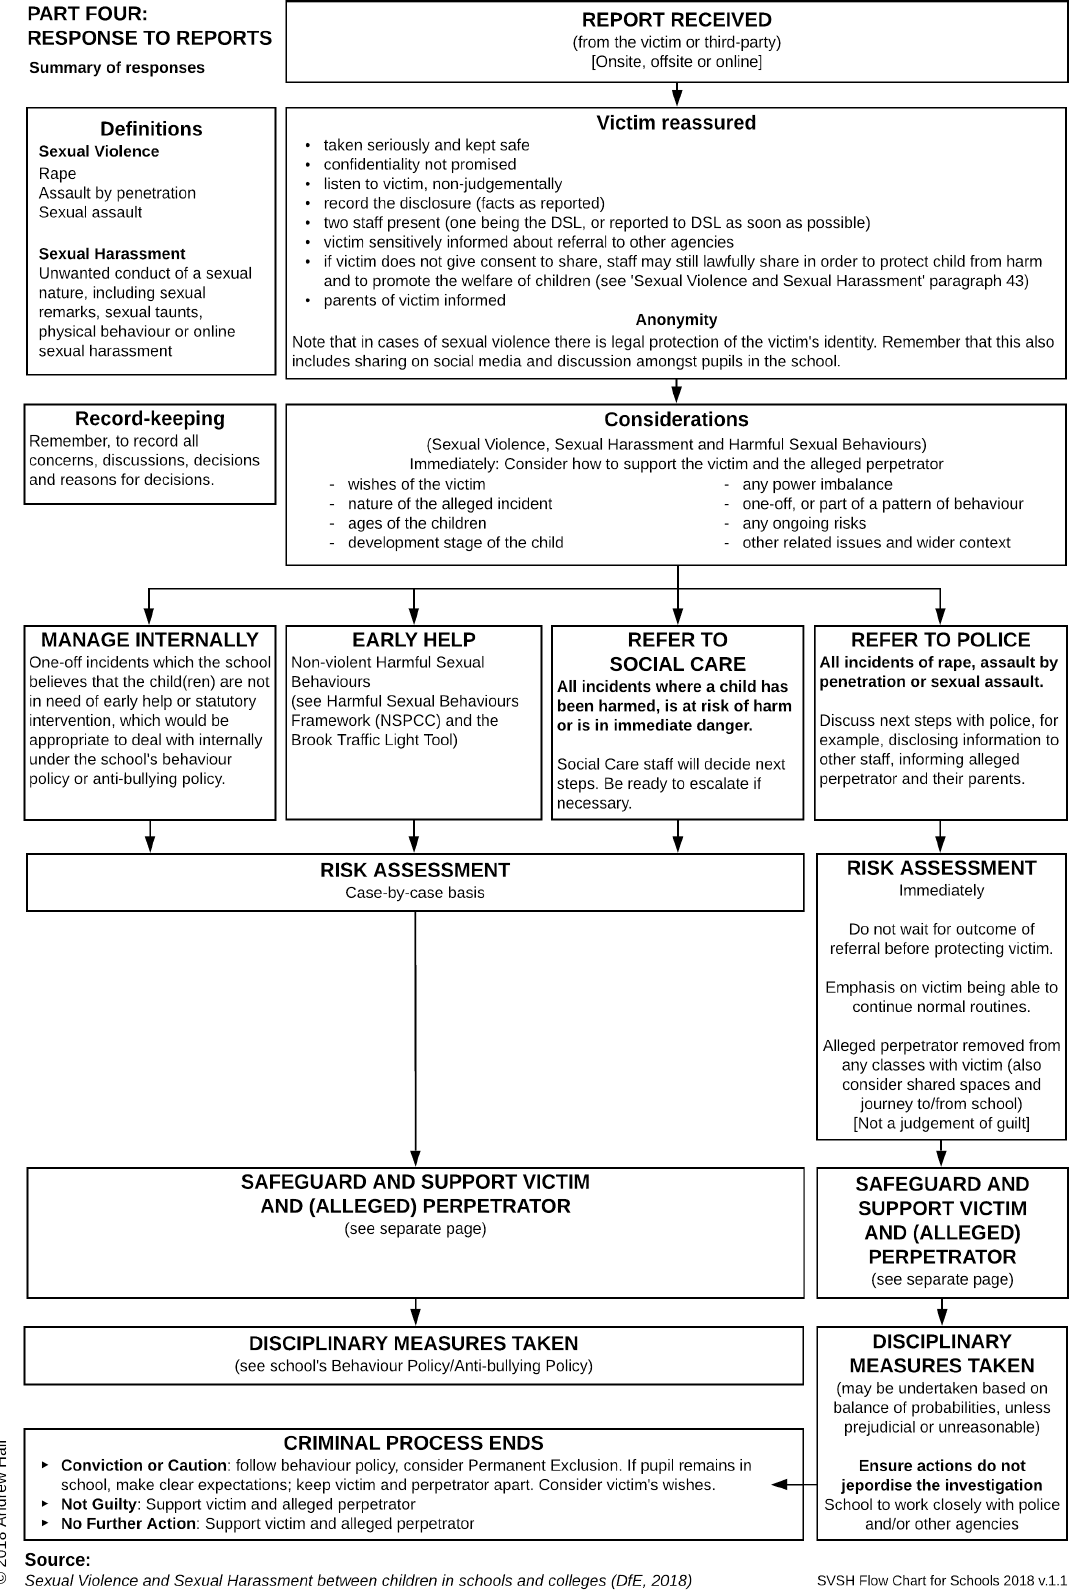 PART FOUR:
RESPONSE TO REPORTS
Summary of responses
REPORT RECEIVED
(from the victim or third-party)
[Onsite, offsite or online]
Definitions
Sexual Violence
Rape
Assault by penetration
Sexual assault
Sexual Harassment
Unwanted conduct of a sexual
nature, including sexual
remarks, sexual taunts,
physical behaviour or online
sexual harassment
Victim reassured
• taken seriously and kept safe
• confidentiality not promised
• listen to victim, non-judgementally
• record the disclosure (facts as reported)
• two staff present (one being the DSL, or reported to DSL as soon as possible)
• victim sensitively informed about referral to other agencies
• if victim does not give consent to share, staff may still lawfully share in order to protect child from harm
and to promote the welfare of children (see 'Sexual Violence and Sexual Harassment' paragraph 43)
• parents of victim informed
Anonymity
Note that in cases of sexual violence there is legal protection of the victim's identity. Remember that this also
includes sharing on social media and discussion amongst pupils in the school.
Record-keeping
Remember, to record all
concerns, discussions, decisions
and reasons for decisions.
Considerations
(Sexual Violence, Sexual Harassment and Harmful Sexual Behaviours)
Immediately: Consider how to support the victim and the alleged perpetrator
- wishes of the victim
- nature of the alleged incident
- ages of the children
- development stage of the child
- any power imbalance
- one-off, or part of a pattern of behaviour
- any ongoing risks
- other related issues and wider context
MANAGE INTERNALLY
One-off incidents which the school
believes that the child(ren) are not
in need of early help or statutory
intervention, which would be
appropriate to deal with internally
under the school's behaviour
policy or anti-bullying policy.
EARLY HELP
Non-violent Harmful Sexual
Behaviours
(see Harmful Sexual Behaviours
Framework (NSPCC) and the
Brook Traffic Light Tool)
REFER TO
SOCIAL CARE
All incidents where a child has
been harmed, is at risk of harm
or is in immediate danger.
Social Care staff will decide next
steps. Be ready to escalate if
necessary.
REFER TO POLICE
All incidents of rape, assault by
penetration or sexual assault.
Discuss next steps with police, for
example, disclosing information to
other staff, informing alleged
perpetrator and their parents.
RISK ASSESSMENT
Case-by-case basis
RISK ASSESSMENT
Immediately
Do not wait for outcome of
referral before protecting victim.
Emphasis on victim being able to
continue normal routines.
Alleged perpetrator removed from
any classes with victim (also
consider shared spaces and
journey to/from school)
[Not a judgement of guilt]
SAFEGUARD AND SUPPORT VICTIM
AND (ALLEGED) PERPETRATOR
(see separate page)
SAFEGUARD AND
SUPPORT VICTIM
AND (ALLEGED)
PERPETRATOR
(see separate page)
DISCIPLINARY MEASURES TAKEN
(see school's Behaviour Policy/Anti-bullying Policy)
DISCIPLINARY
MEASURES TAKEN
(may be undertaken based on
balance of probabilities, unless
prejudicial or unreasonable)
Ensure actions do not
jepordise the investigation
School to work closely with police
and/or other agencies
CRIMINAL PROCESS ENDS
‣ Conviction or Caution: follow behaviour policy, consider Permanent Exclusion. If pupil remains in
school, make clear expectations; keep victim and perpetrator apart. Consider victim's wishes.
‣ Not Guilty: Support victim and alleged perpetrator
‣ No Further Action: Support victim and alleged perpetrator
© 2018 Andrew Hall
Source:
Sexual Violence and Sexual Harassment between children in schools and colleges (DfE, 2018)
SVSH Flow Chart for Schools 2018 v.1.1